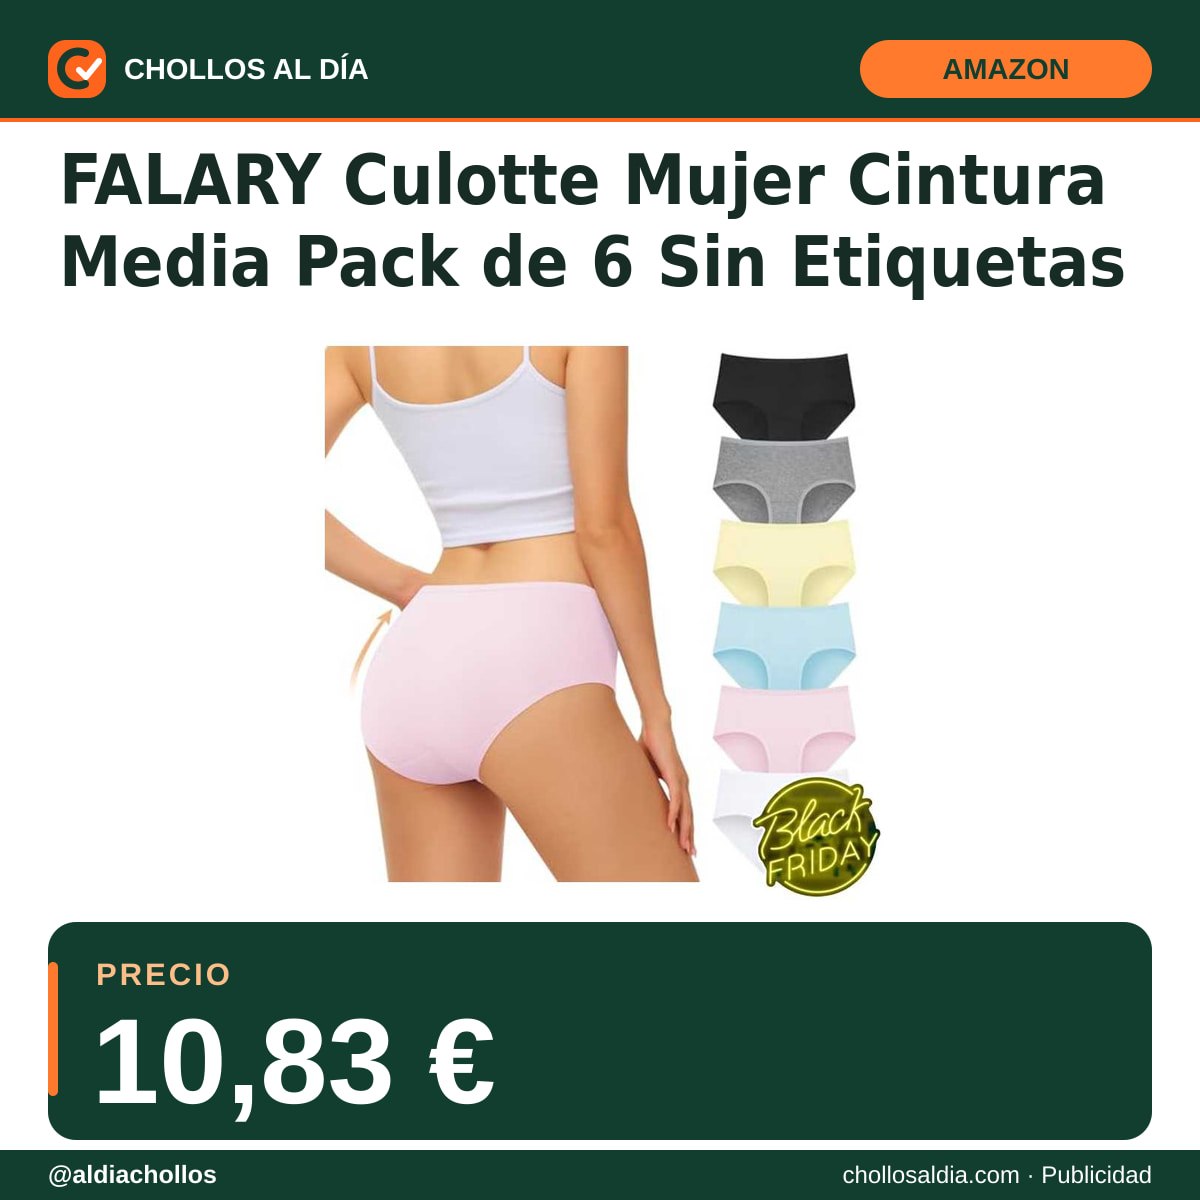 CHOLLOS AL DÍA
AMAZON
FALARY Culotte Mujer Cintura
Media Pack de 6 Sin Etiquetas
Black
FRIDAY
PRECIO
10,83 €
@aldiachollos
chollosaldia.com · Publicidad